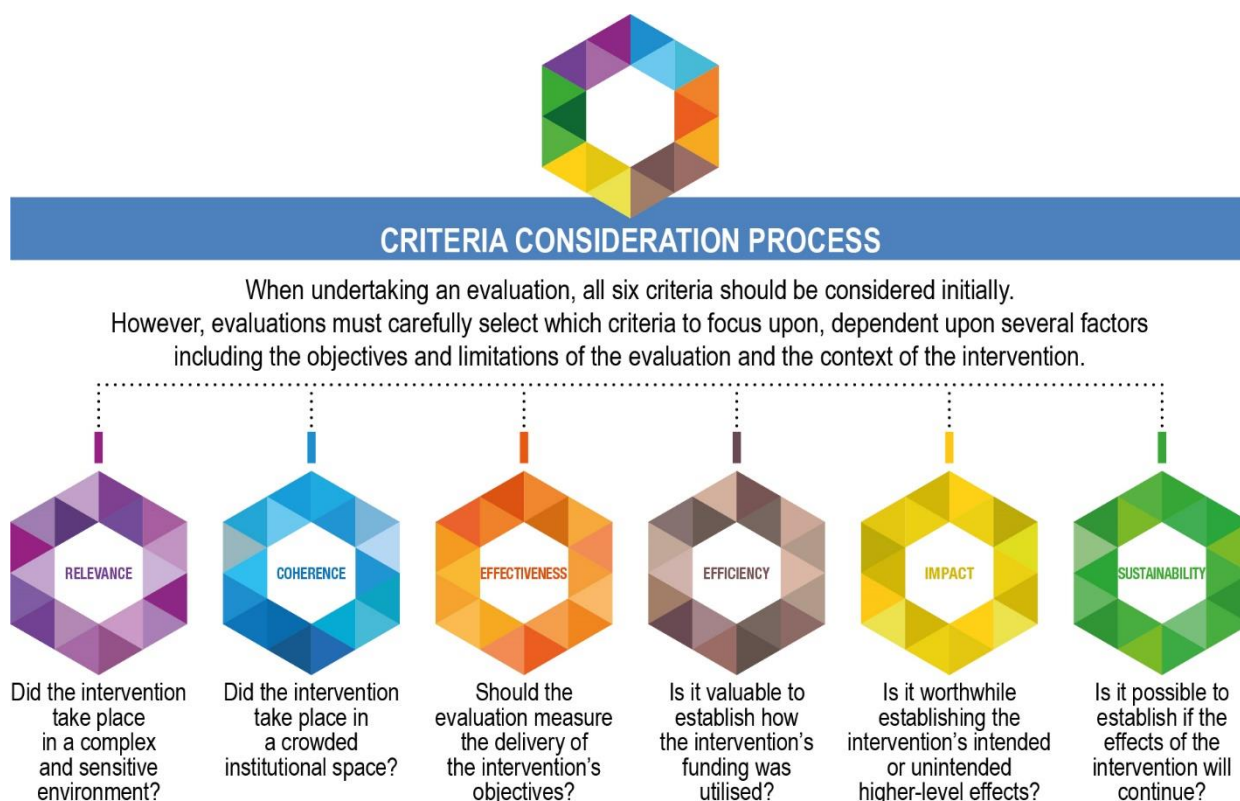 CRITERIA CONSIDERATION PROCESS
When undertaking an evaluation, all six criteria should be considered initially.
However, evaluations must carefully select which criteria to focus upon, dependent upon several factors
including the objectives and limitations of the evaluation and the context of the intervention.
RELEVANCE
Did the intervention
take place
in a complex
and sensitive
environment?
COHERENCE
Did the intervention
take place in
a crowded
institutional space?
EFFECTIVENESS
Should the
evaluation measure
the delivery of
the intervention's
objectives?
EFFICIENCY
Is it valuable to
establish how
the intervention's
funding was
utilised?
IMPACT
Is it worthwhile
establishing the
intervention's intended
or unintended
higher-level effects?
SUSTAINABILITY
Is it possible to
establish if the
effects of the
intervention will
continue?